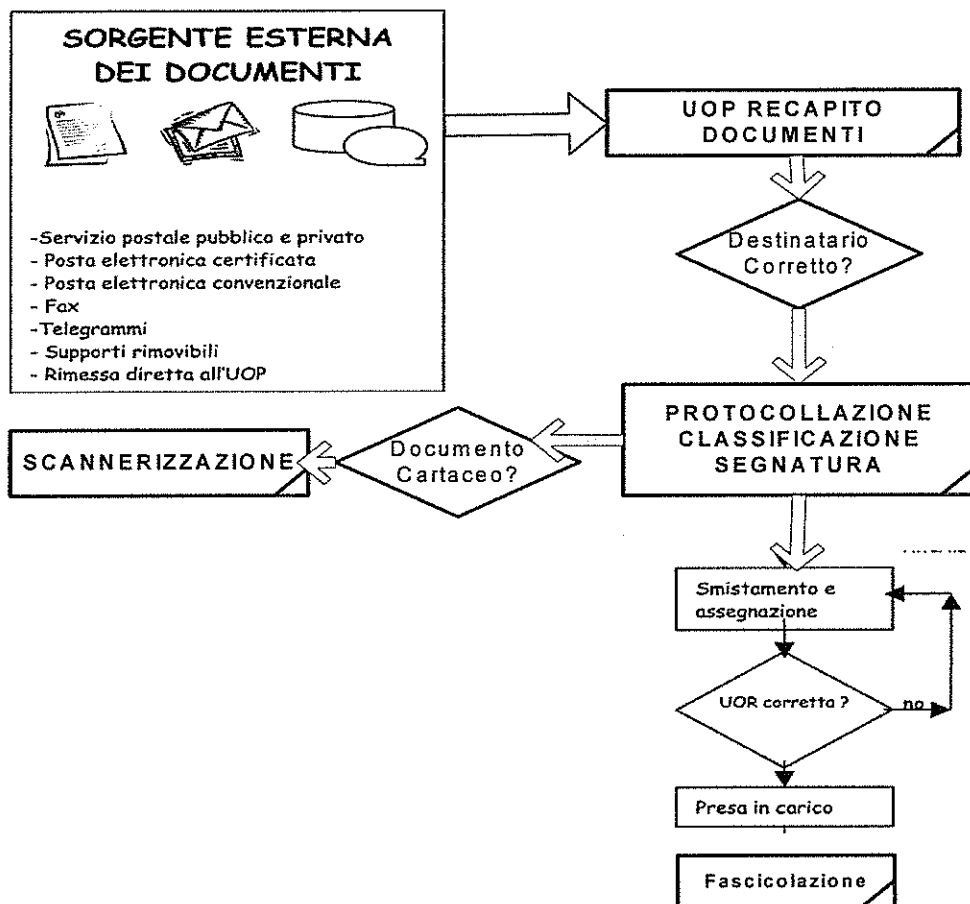 SORGENTE ESTERNA
DEI DOCUMENTI
-Servizio postale pubblico e privato
- Posta elettronica certificata
- Posta elettronica convenzionale
- Fax
-Telegrammi
- Supporti rimovibili
- Rimessa diretta all'UOP
UOP RECAPITO
DOCUMENTI
Destinatario
Corretto?
PROTOCOLLAZIONE
CLASSIFICAZIONE
SEGNATURA
Documento
Cartaceo?
SCANNERIZZAZIONE
Smistamento e
assegnazione
UOR corretta ?
no
Presa in carico
Fascicolazione